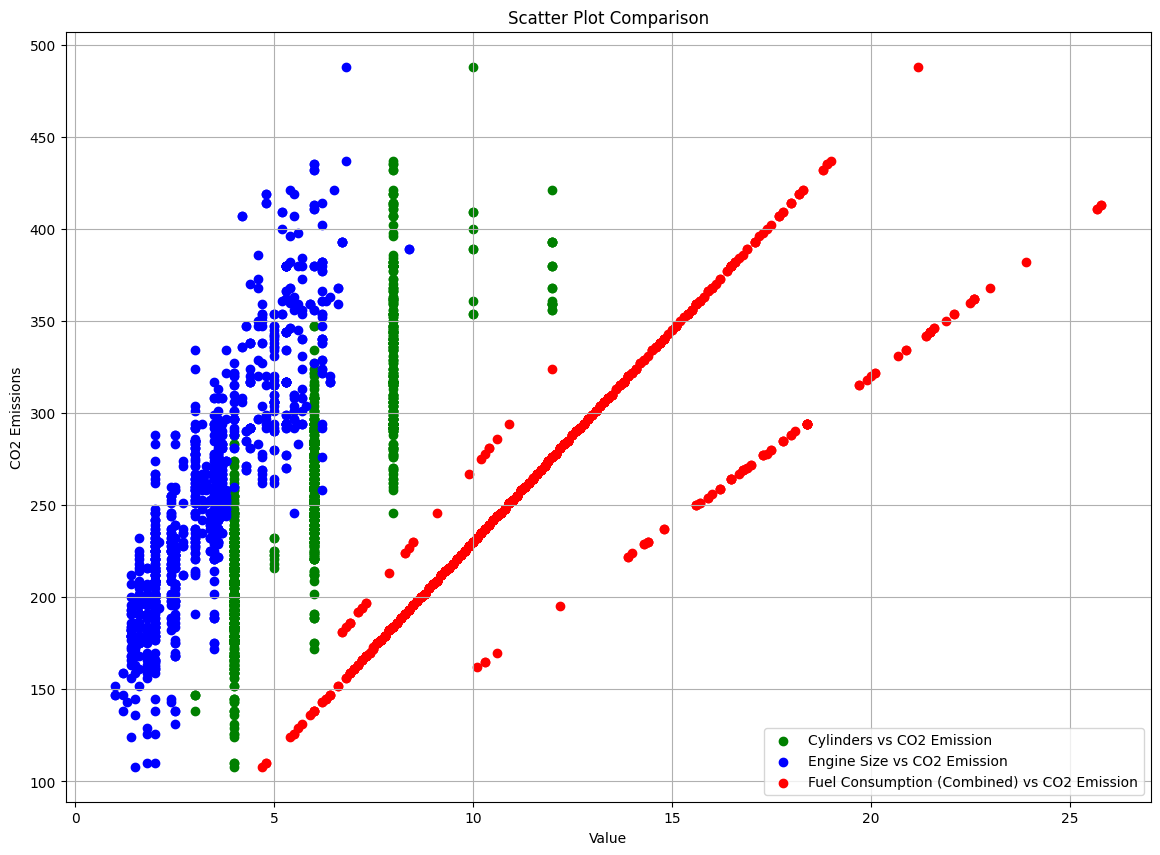 Scatter Plot Comparison
500
450
400
350
300
250
200
150
100
CO2 Emissions
0
5
10
15
20
25
Value
Cylinders vs CO2 Emission
Engine Size vs CO2 Emission
Fuel Consumption (Combined) vs CO2 Emission